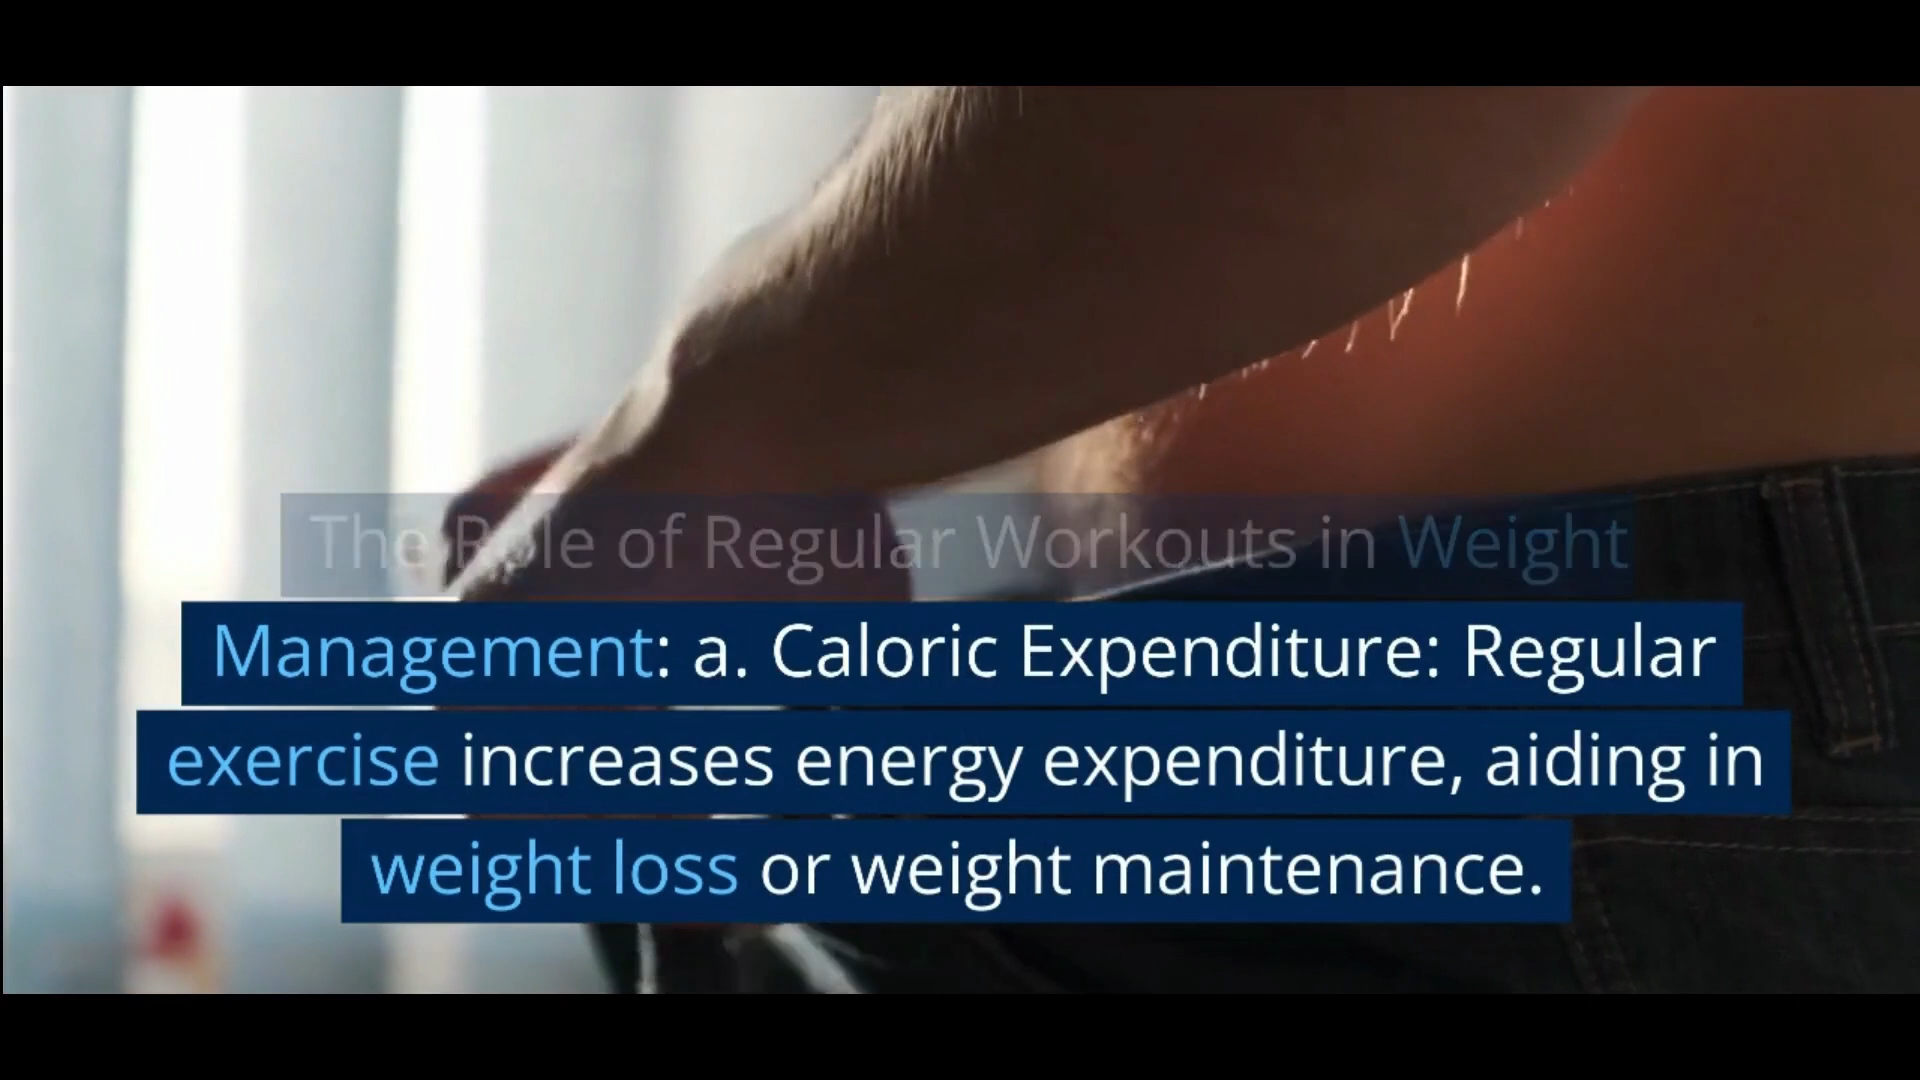 The Role of Regular Workouts in Weight
Management: a. Caloric Expenditure: Regular
exercise increases energy expenditure, aiding in
weight loss or weight maintenance.